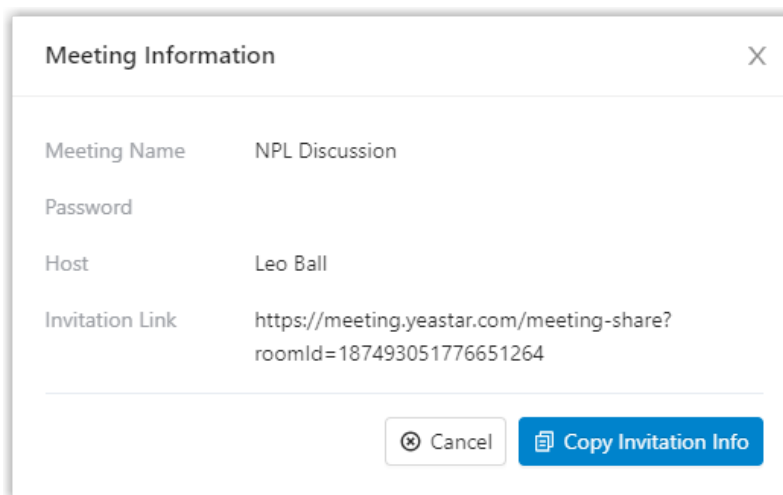 Meeting Information
Meeting Name NPL Discussion
Password
Host Leo Ball
Invitation Link https://meeting.yeastar.com/meeting-share?
roomId=187493051776651264
Cancel Copy Invitation Info